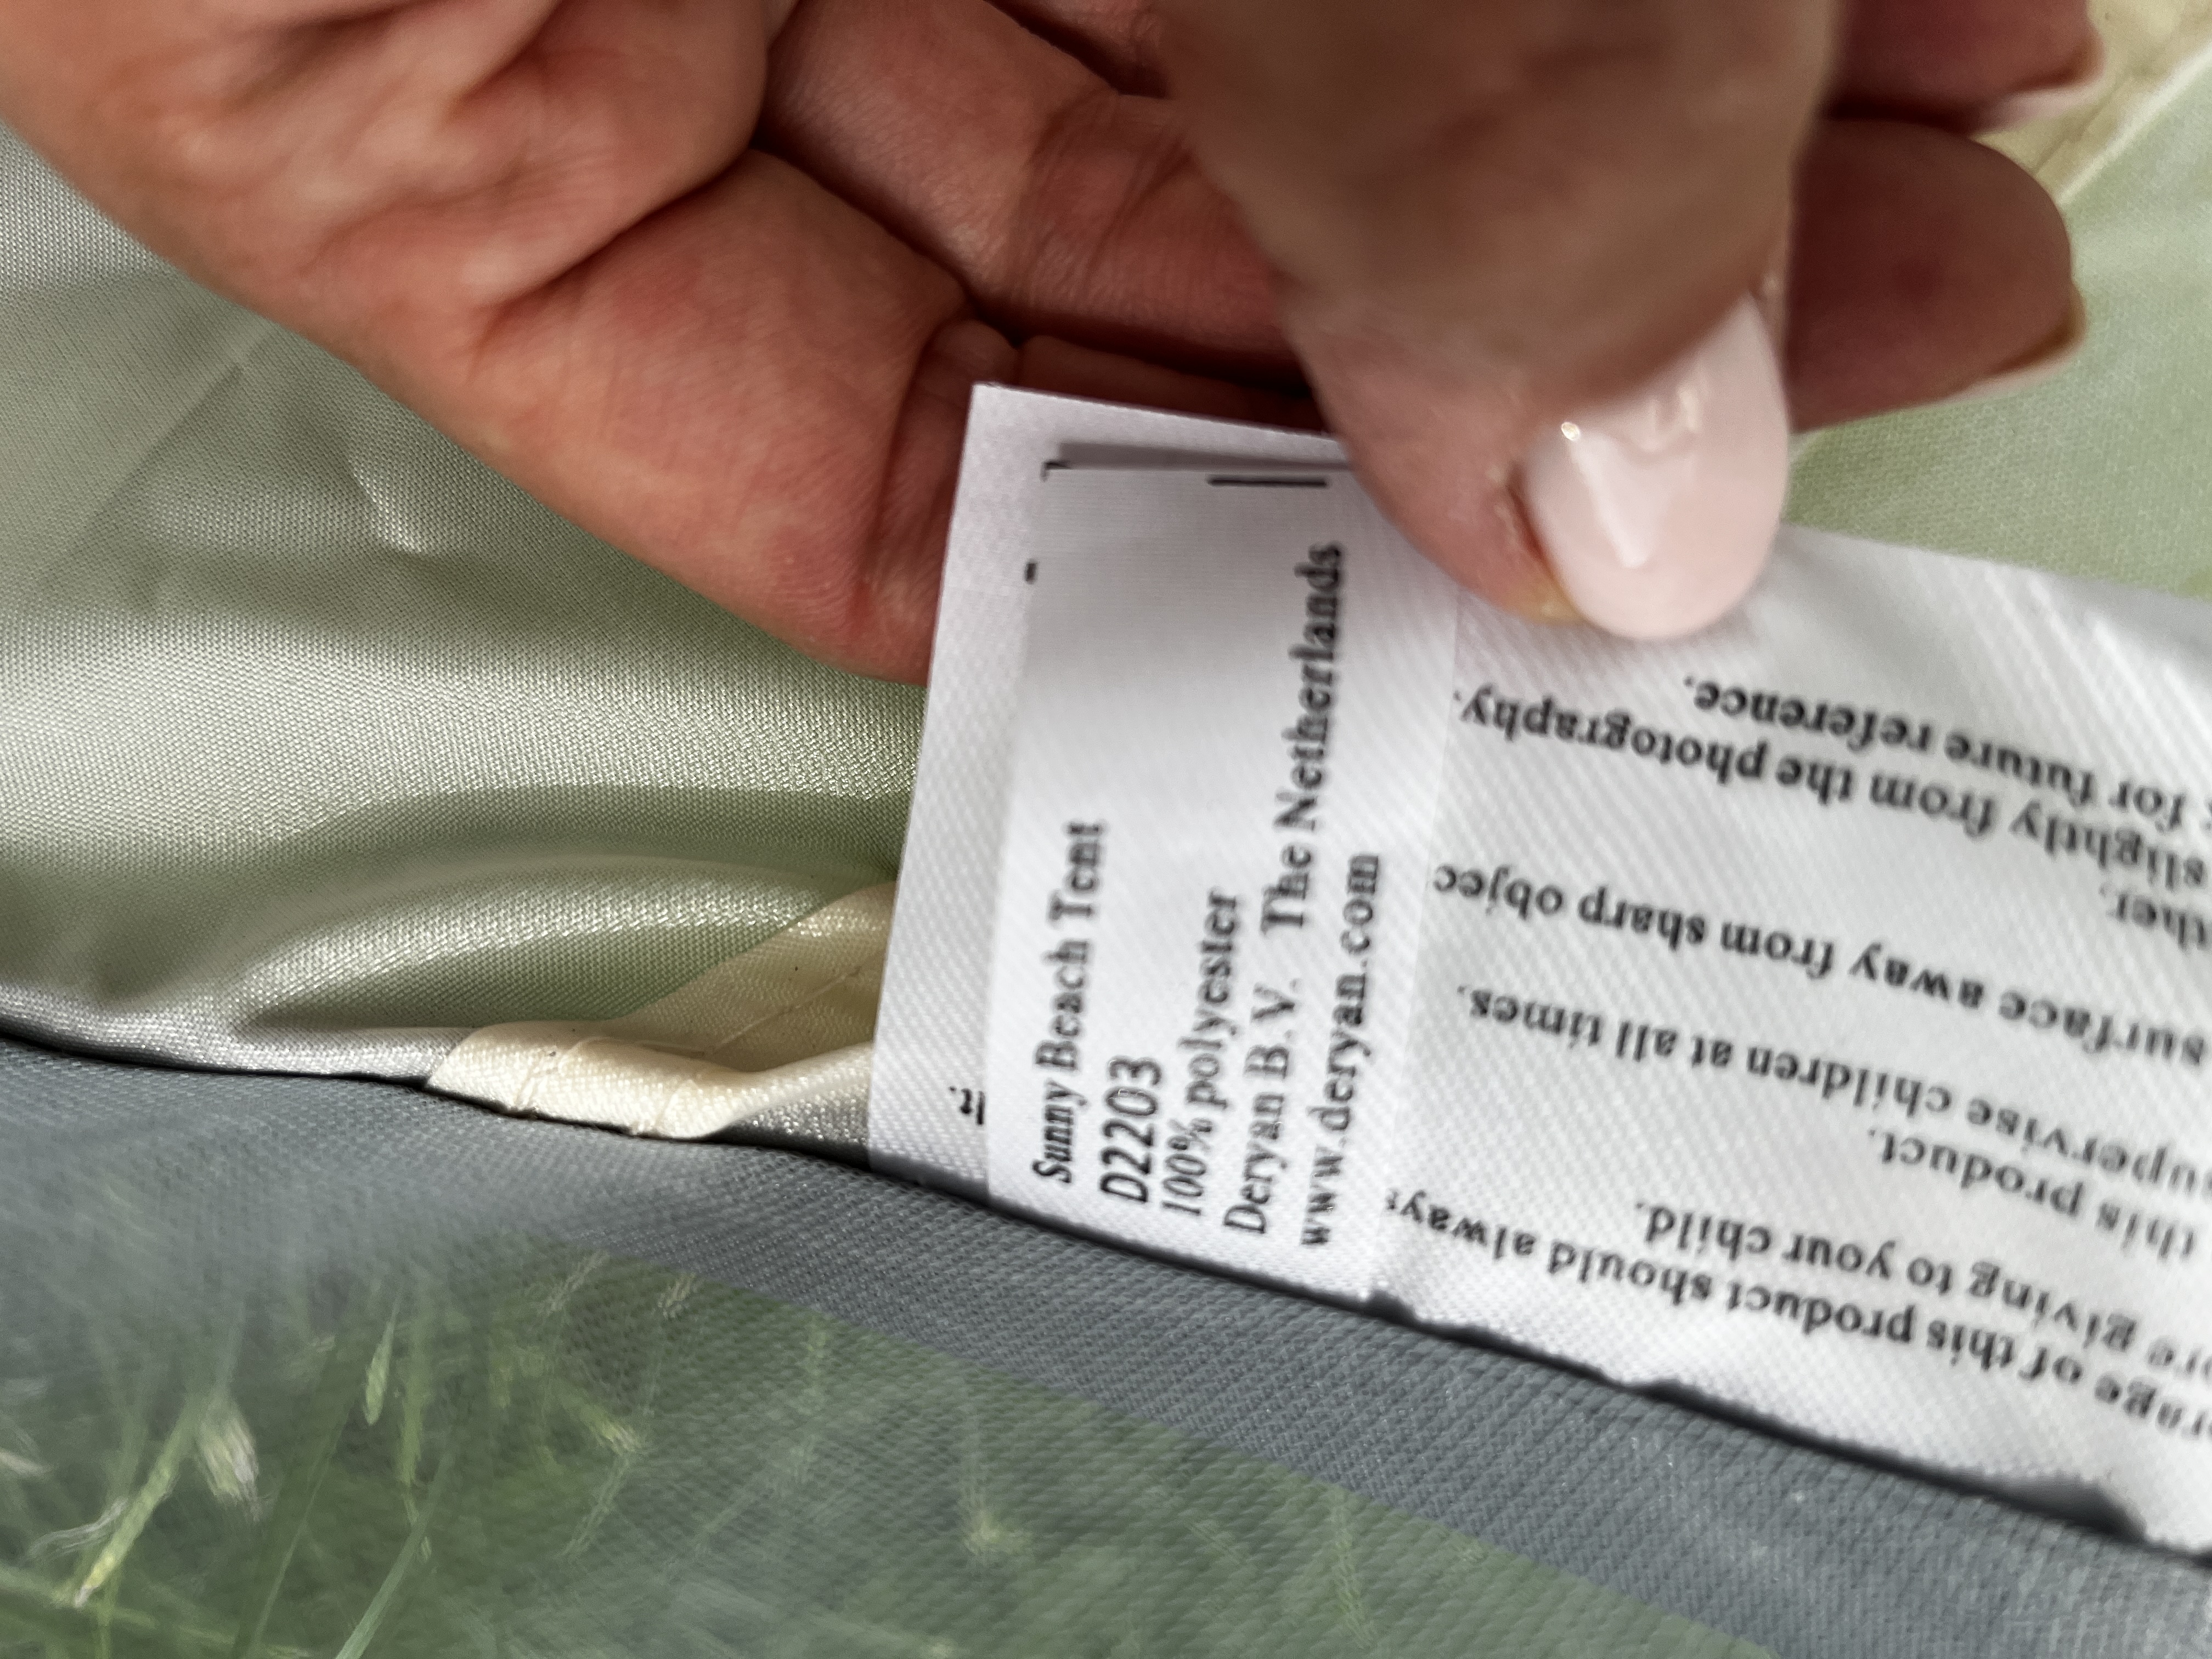 Sunny Beach Tent
D2203
100% polyester
Deryan B.V. The Netherlands
www.deryan.com
of this product should always
giving to your child.
this product.
supervise children at all times.
surface away from sharp objec
slightly from the photography.
for future reference.